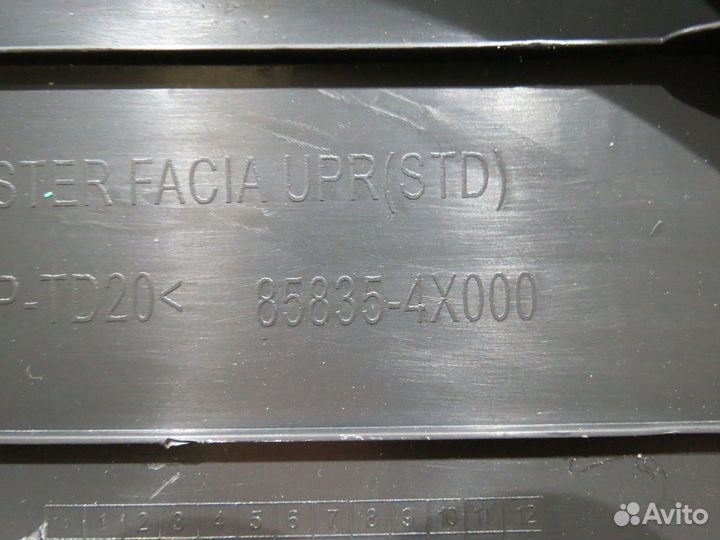 STER FACIA UPR(STD)
P-TD20< 85835-4X000
1 2 3 4 5 6 7 8 9 10 11 12
Avito